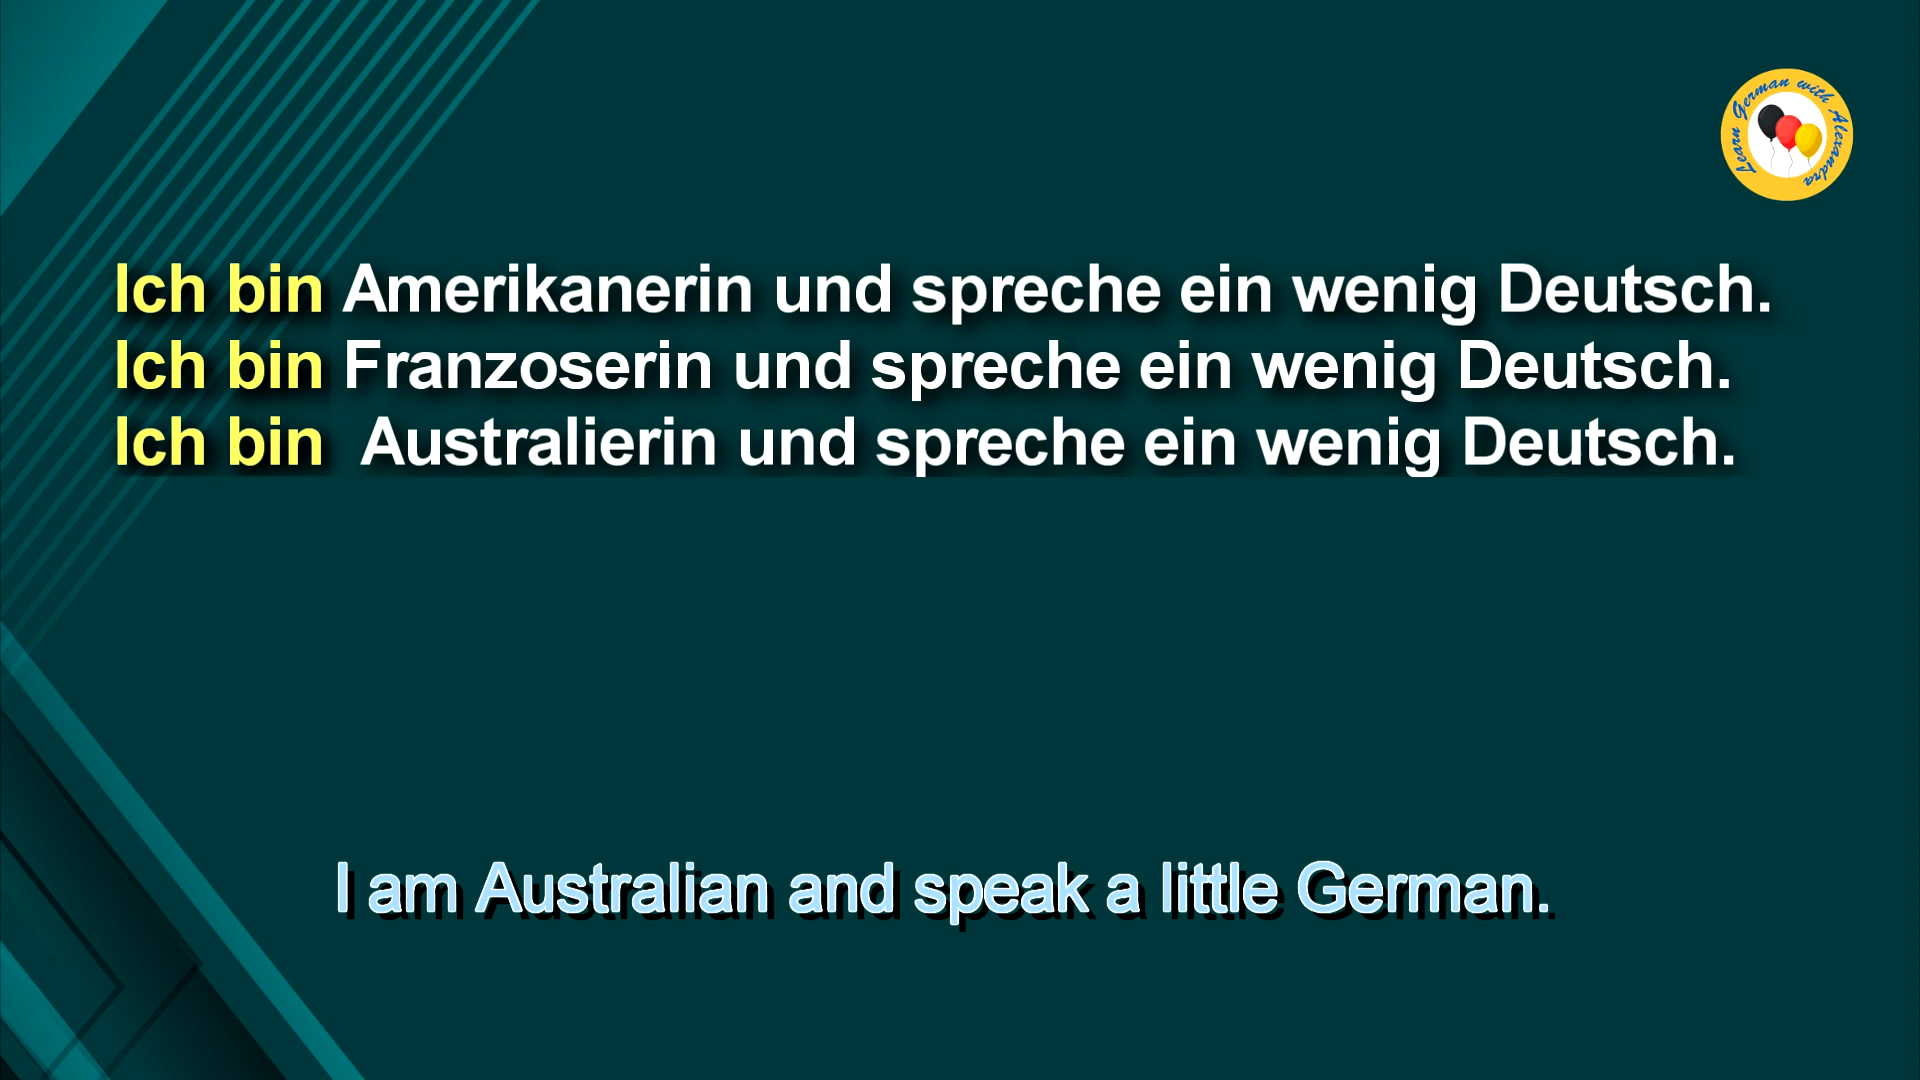 Learn German with Alexandra
Ich bin Amerikanerin und spreche ein wenig Deutsch.
Ich bin Franzoserin und spreche ein wenig Deutsch.
Ich bin Australierin und spreche ein wenig Deutsch.
I am Australian and speak a little German.